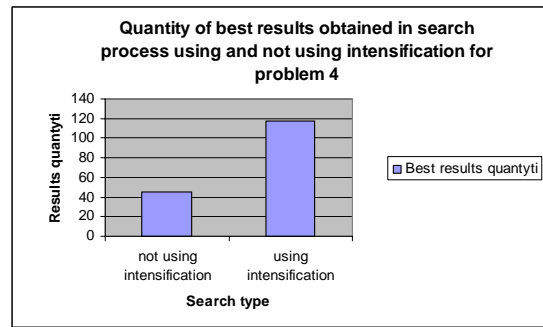 Quantity of best results obtained in search
process using and not using intensification for
problem 4
140
120
100
80
60
40
20
0
Results quantyti
not using
intensification
using
intensification
Search type
Best results quantyti